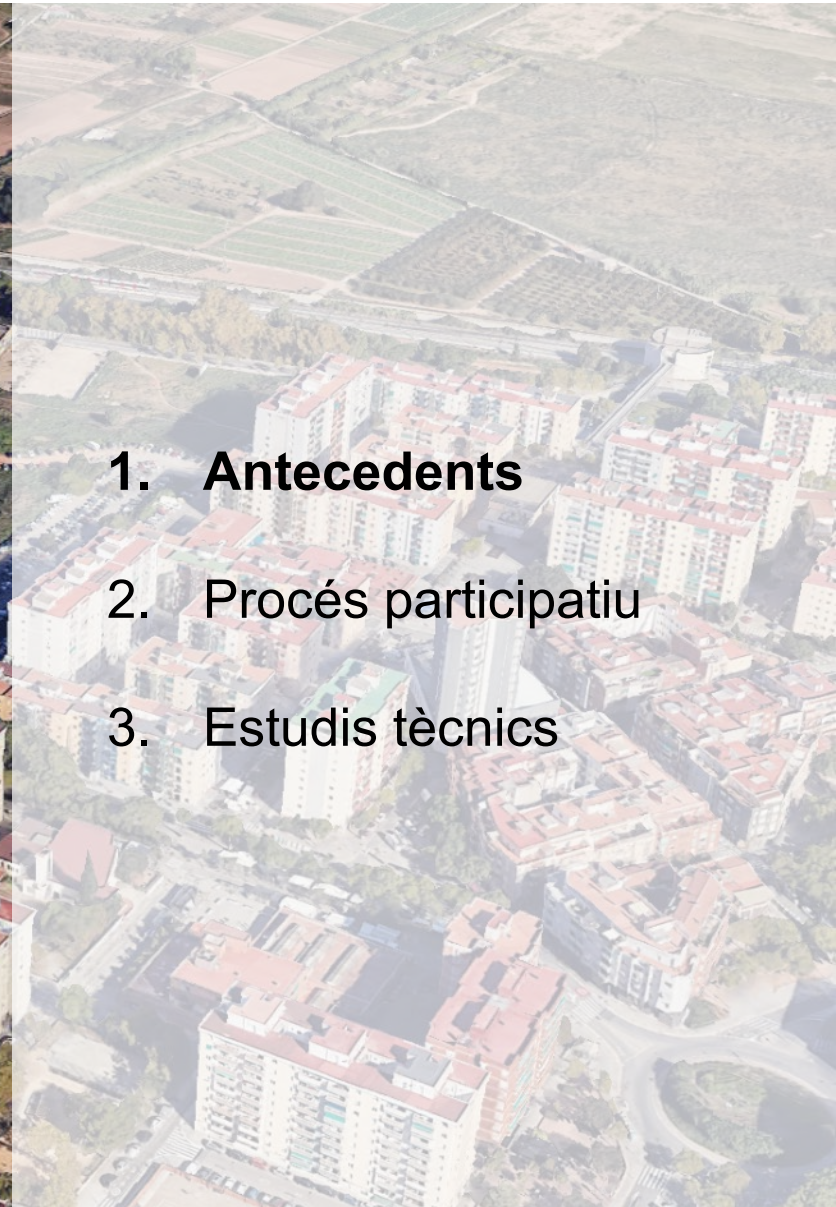 1. Antecedents
2. Procés participatiu
3. Estudis tècnics